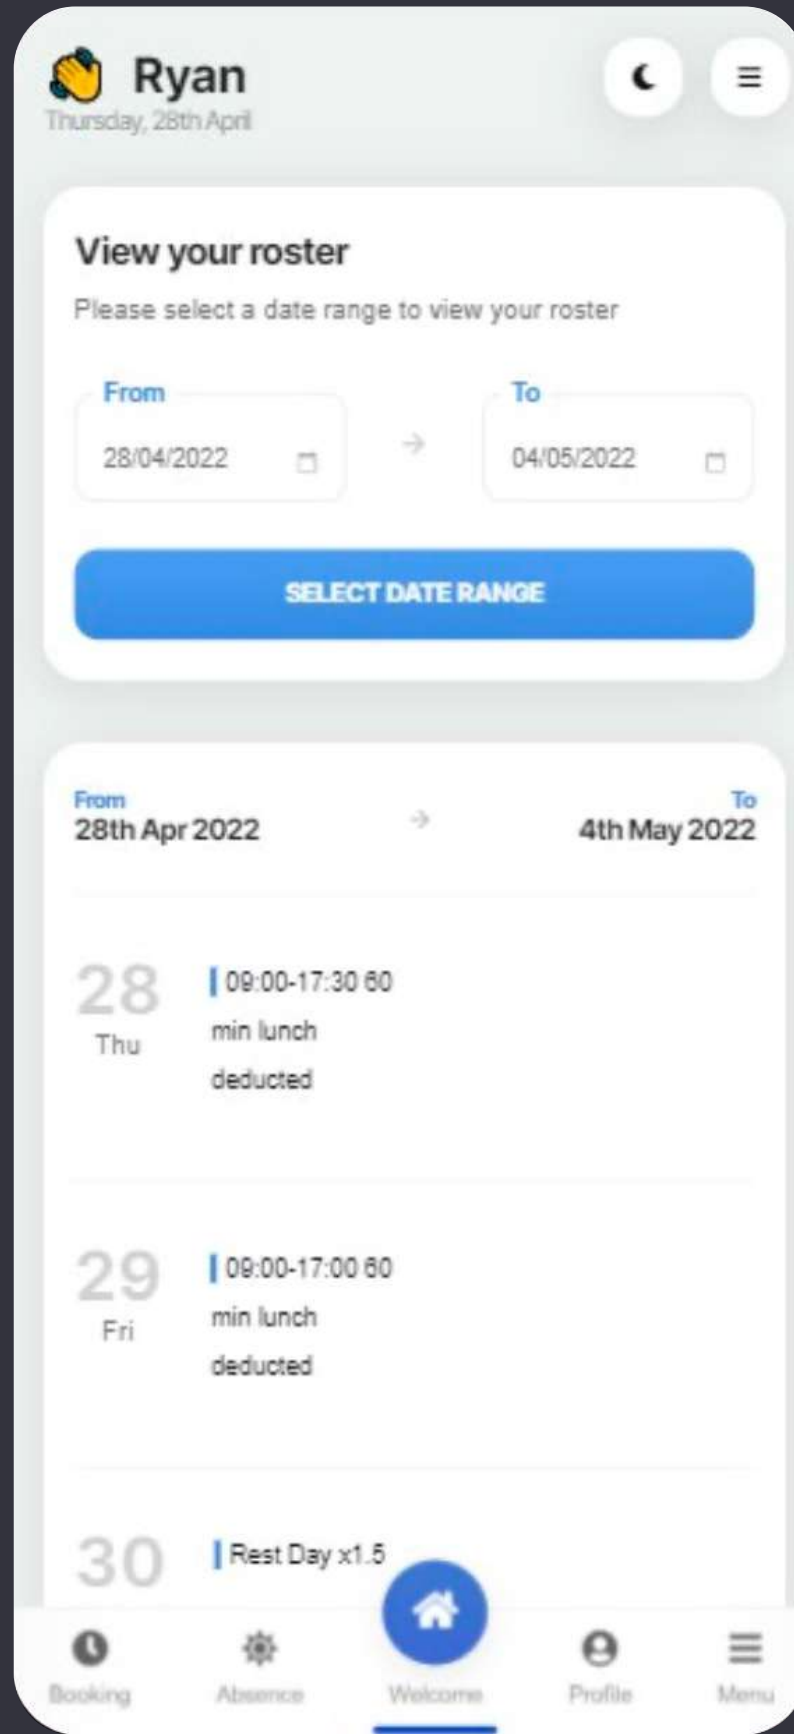 Ryan
Thursday, 28th April
View your roster
Please select a date range to view your roster
From
To
28/04/2022
04/05/2022
SELECT DATE RANGE
From
To
28th Apr 2022
4th May 2022
28
Thu
09:00-17:30 60
min lunch
deducted
29
Fri
09:00-17:00 60
min lunch
deducted
30
Rest Day x1.5
Booking
Absence
Welcome
Profile
Menu